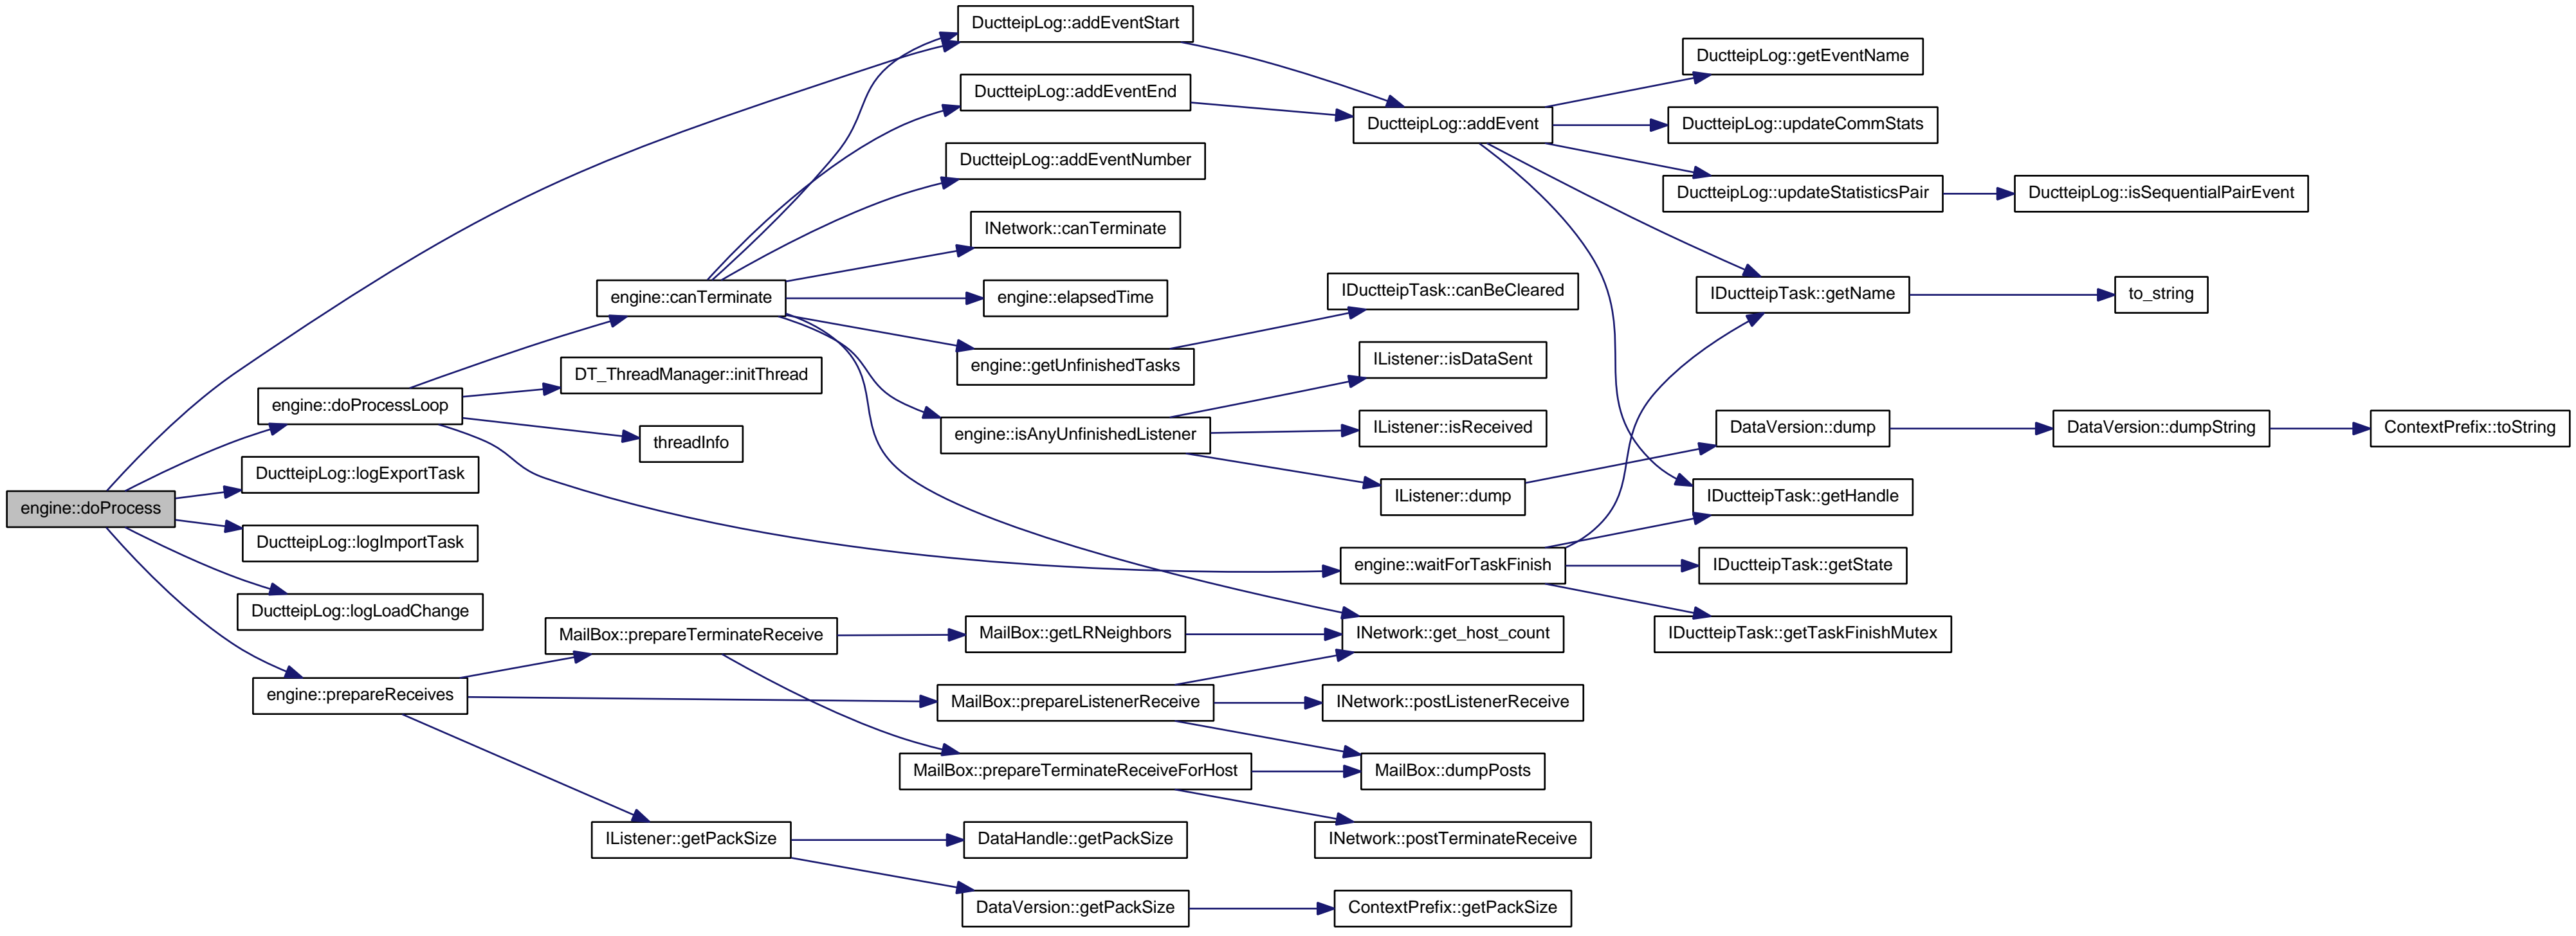 engine::doProcess
DuctteipLog::addEventStart
DuctteipLog::addEvent
DuctteipLog::getEventName
DuctteipLog::updateCommStats
DuctteipLog::updateStatisticsPair
DuctteipLog::isSequentialPairEvent
IDuctteipTask::getName
to_string
IDuctteipTask::getHandle
engine::doProcessLoop
engine::canTerminate
DuctteipLog::addEventEnd
DuctteipLog::addEventNumber
INetwork::canTerminate
engine::elapsedTime
engine::getUnfinishedTasks
IDuctteipTask::canBeCleared
engine::isAnyUnfinishedListener
IListener::isDataSent
IListener::isReceived
IListener::dump
DataVersion::dump
DataVersion::dumpString
ContextPrefix::toString
INetwork::get_host_count
DT_ThreadManager::initThread
threadInfo
engine::waitForTaskFinish
IDuctteipTask::getState
IDuctteipTask::getTaskFinishMutex
DuctteipLog::logExportTask
DuctteipLog::logImportTask
DuctteipLog::logLoadChange
engine::prepareReceives
MailBox::prepareTerminateReceive
MailBox::getLRNeighbors
MailBox::prepareListenerReceive
INetwork::postListenerReceive
MailBox::prepareTerminateReceiveForHost
MailBox::dumpPosts
INetwork::postTerminateReceive
IListener::getPackSize
DataHandle::getPackSize
DataVersion::getPackSize
ContextPrefix::getPackSize